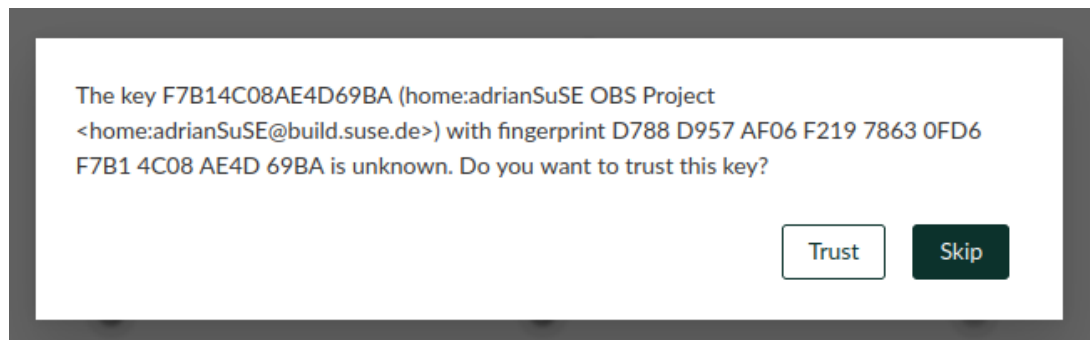 The key F7B14C08AE4D69BA (home:adrianSuSE OBS Project
<home:adrianSuSE@build.suse.de>) with fingerprint D788 D957 AF06 F219 7863 0FD6
F7B1 4C08 AE4D 69BA is unknown. Do you want to trust this key?
Trust
Skip